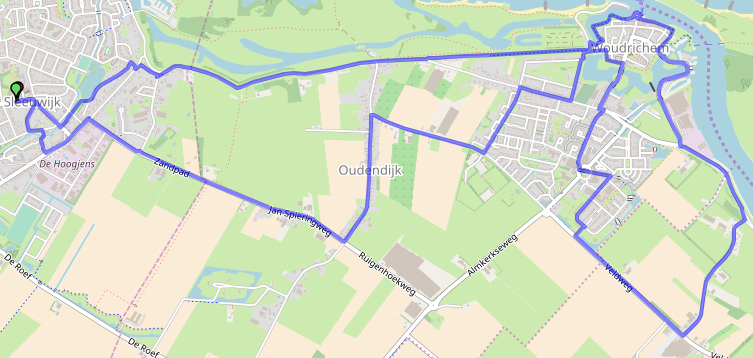 Woudrichem
Sleeuwijk
De Hoogjens
Zandpad
Oudendijk
Jan Spieringweg
Almkerkseweg
De Roef
Ruigenhoekweg
Veldweg
De Roef